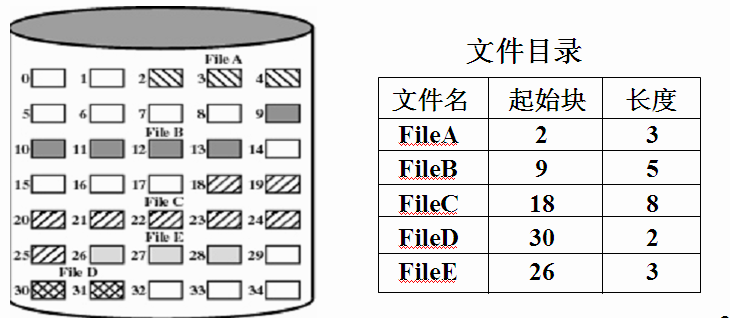 File A
0 1 2 3 4
5 6 7 8 9
File B
10 11 12 13 14
15 16 17 18 19
File C
20 21 22 23 24
File E
25 26 27 28 29
File D
30 31 32 33 34
文件目录
文件名 起始块 长度
FileA 2 3
FileB 9 5
FileC 18 8
FileD 30 2
FileE 26 3